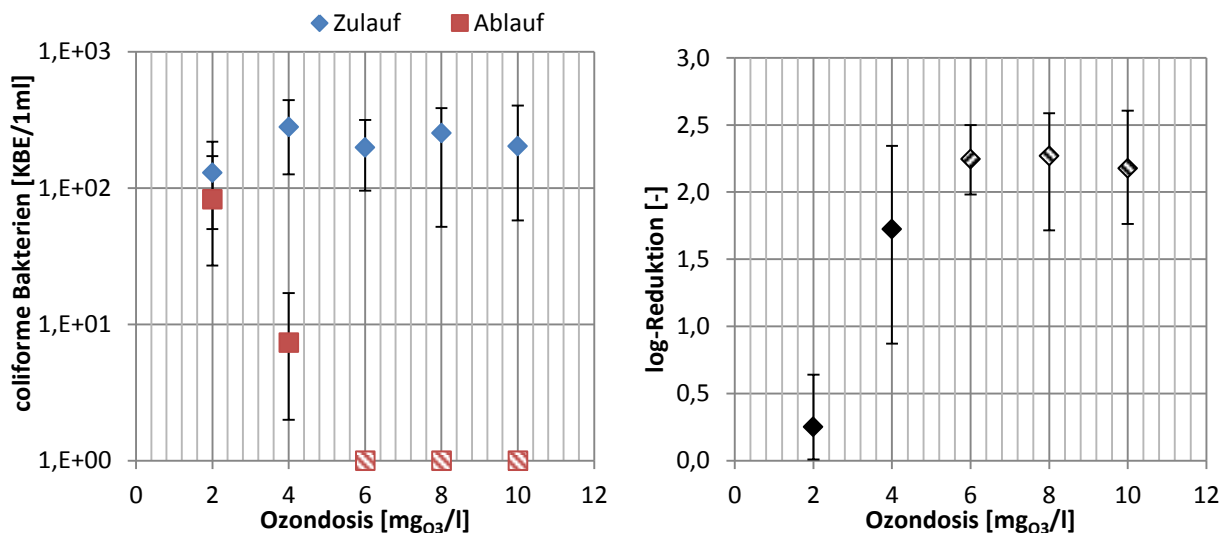 Zulauf Ablauf
coliforme Bakterien [KBE/1ml]
1,E+03
1,E+02
1,E+01
1,E+00
0 2 4 6 8 10 12
Ozondosis [mgO3/l]
log-Reduktion [-]
3,0
2,5
2,0
1,5
1,0
0,5
0,0
0 2 4 6 8 10 12
Ozondosis [mgO3/l]